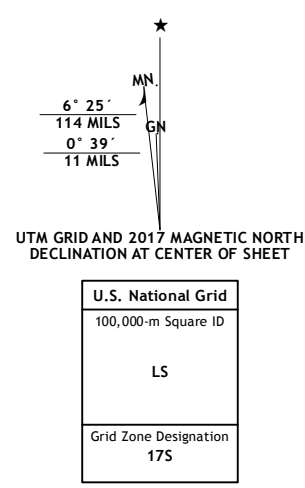 ★
MN
6° 25´
114 MILS
GN
0° 39´
11 MILS
UTM GRID AND 2017 MAGNETIC NORTH
DECLINATION AT CENTER OF SHEET
U.S. National Grid
100,000-m Square ID
LS
Grid Zone Designation
17S